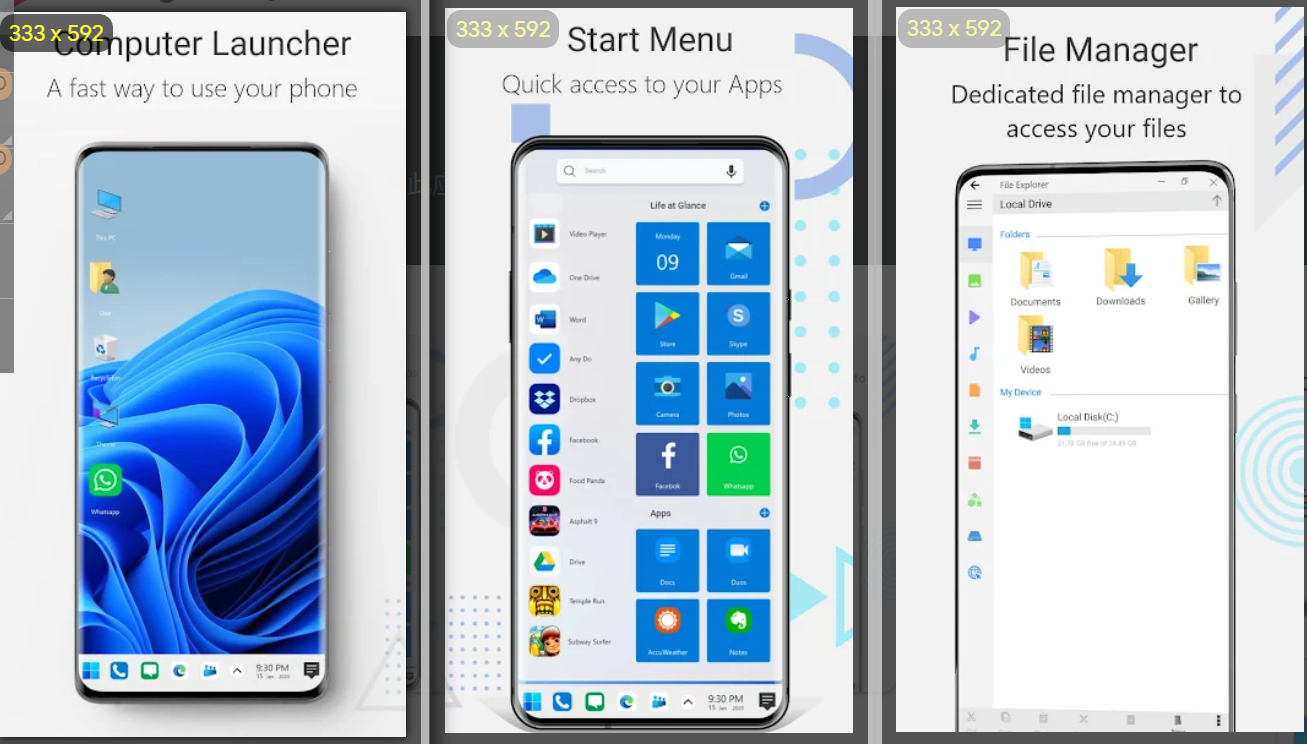 333 x 592
Computer Launcher
A fast way to use your phone
This PC
User
Whatsapp
9:30 PM
15 Jan 2020
333 x 592
Start Menu
Quick access to your Apps
Search
Life at Glance
Video Player
One Drive
Word
Any Do
Dropbox
Facebook
Food Panda
Asphalt 9
Drive
Temple Run
Subway Surfer
Monday
09
Gmail
Store
Skype
Camera
Photos
Facebok
Whatsapp
Apps
Docs
Duos
AccuWeather
Notes
9:30 PM
15 Jan 2020
333 x 592
File Manager
Dedicated file manager to
access your files
File Explorer
Local Drive
Folders
Documents
Downloads
Gallery
Videos
My Device
Local Disk(C:)
21.78 GB free of 24.89 GB